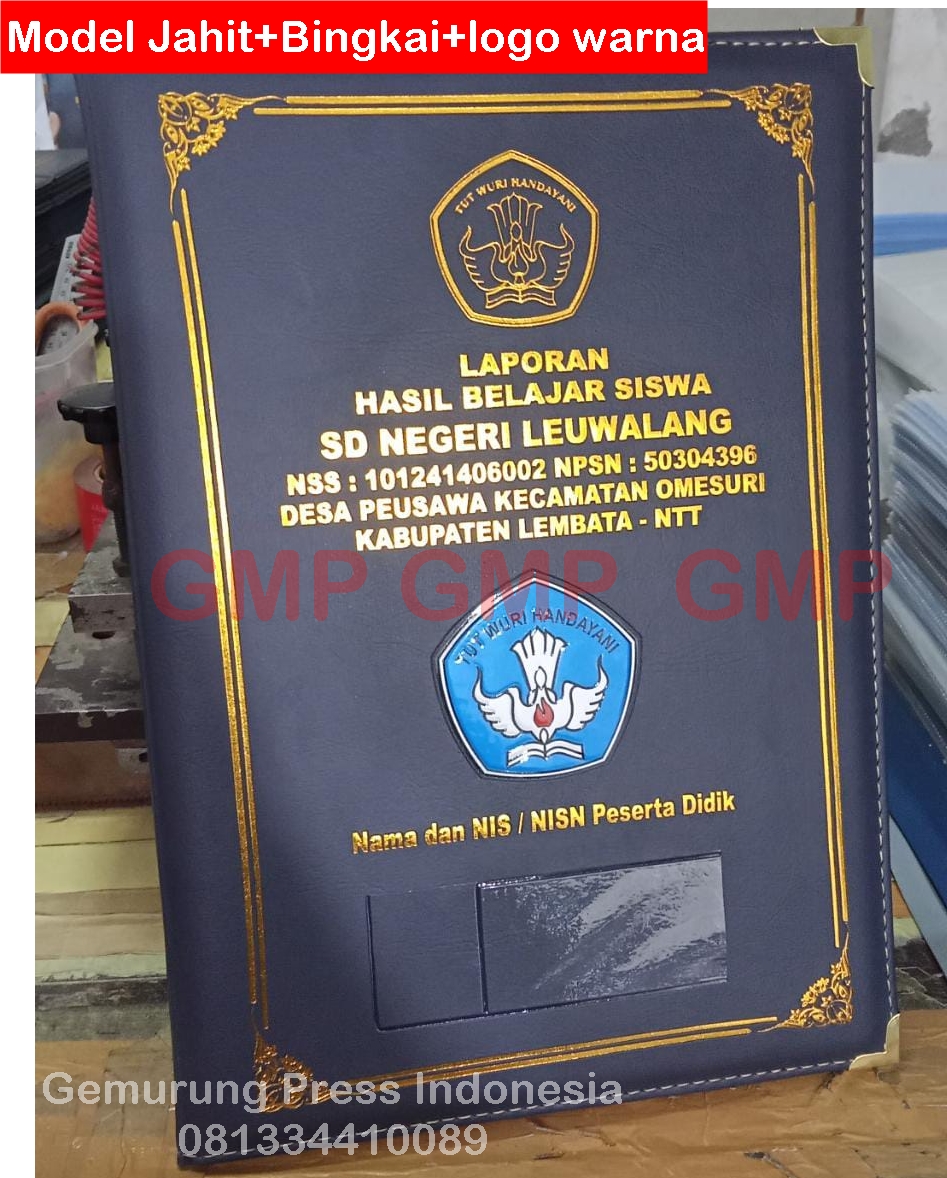 Model Jahit+Bingkai+logo warna
TUT WURI HANDAYANI
LAPORAN
HASIL BELAJAR SISWA
SD NEGERI LEUWALANG
NSS : 101241406002 NPSN : 50304396
DESA PEUSAWA KECAMATAN OMESURI
KABUPATEN LEMBATA - NTT
GMP GMP GMP
TUT WURI HANDAYANI
Nama dan NIS / NISN Peserta Didik
Gemurung Press Indonesia
081334410089